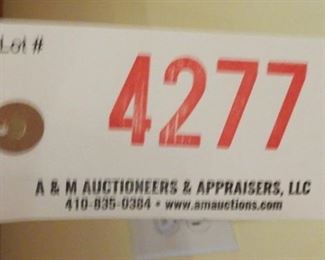 Lot #
4277
A & M AUCTIONEERS & APPRAISERS, LLC
410-835-0384 • www.amauctions.com